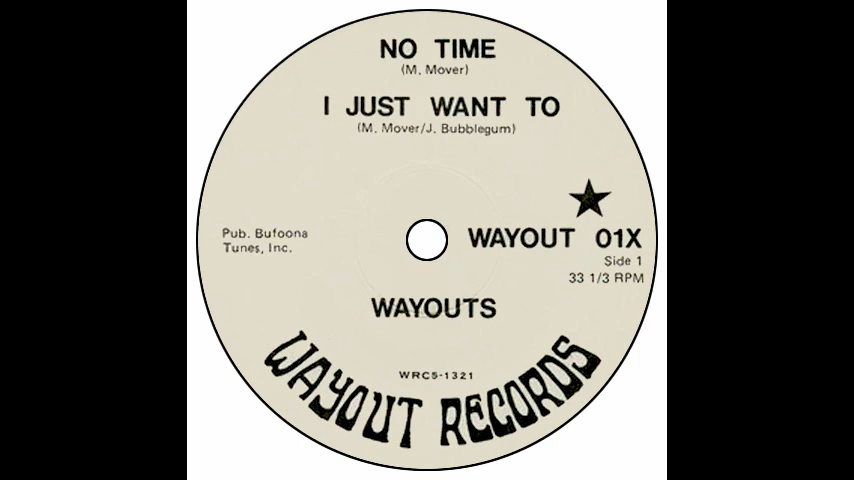 NO TIME
(M. Mover)
I JUST WANT TO
(M. Mover/J. Bubblegum)
Pub. Bufoona
Tunes, Inc.
WAYOUT 01X
Side 1
33 1/3 RPM
WAYOUTS
WRC5-1321
WAYOUT RECORDS